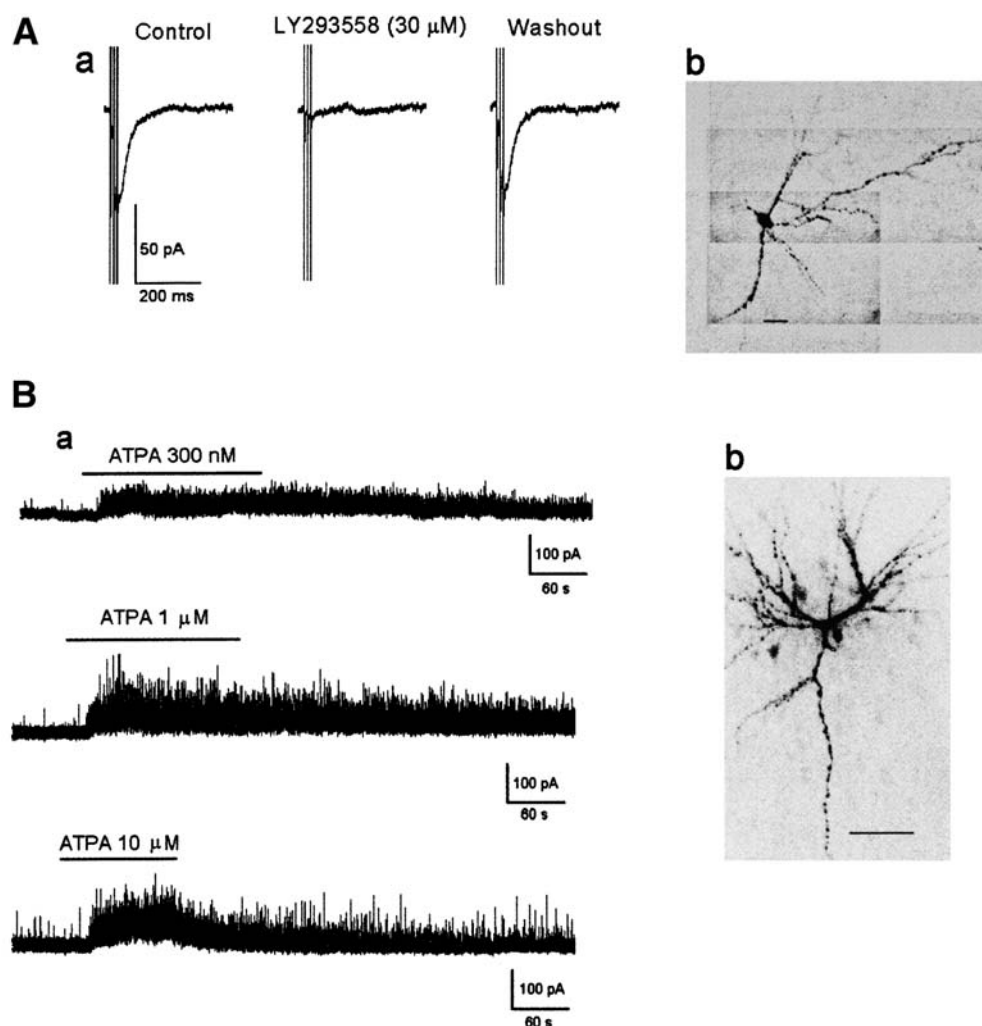 A
a
Control
LY293558 (30 μM)
Washout
50 pA
200 ms
b
B
a
ATPA 300 nM
100 pA
60 s
ATPA 1 μM
100 pA
60 s
ATPA 10 μM
100 pA
60 s
b